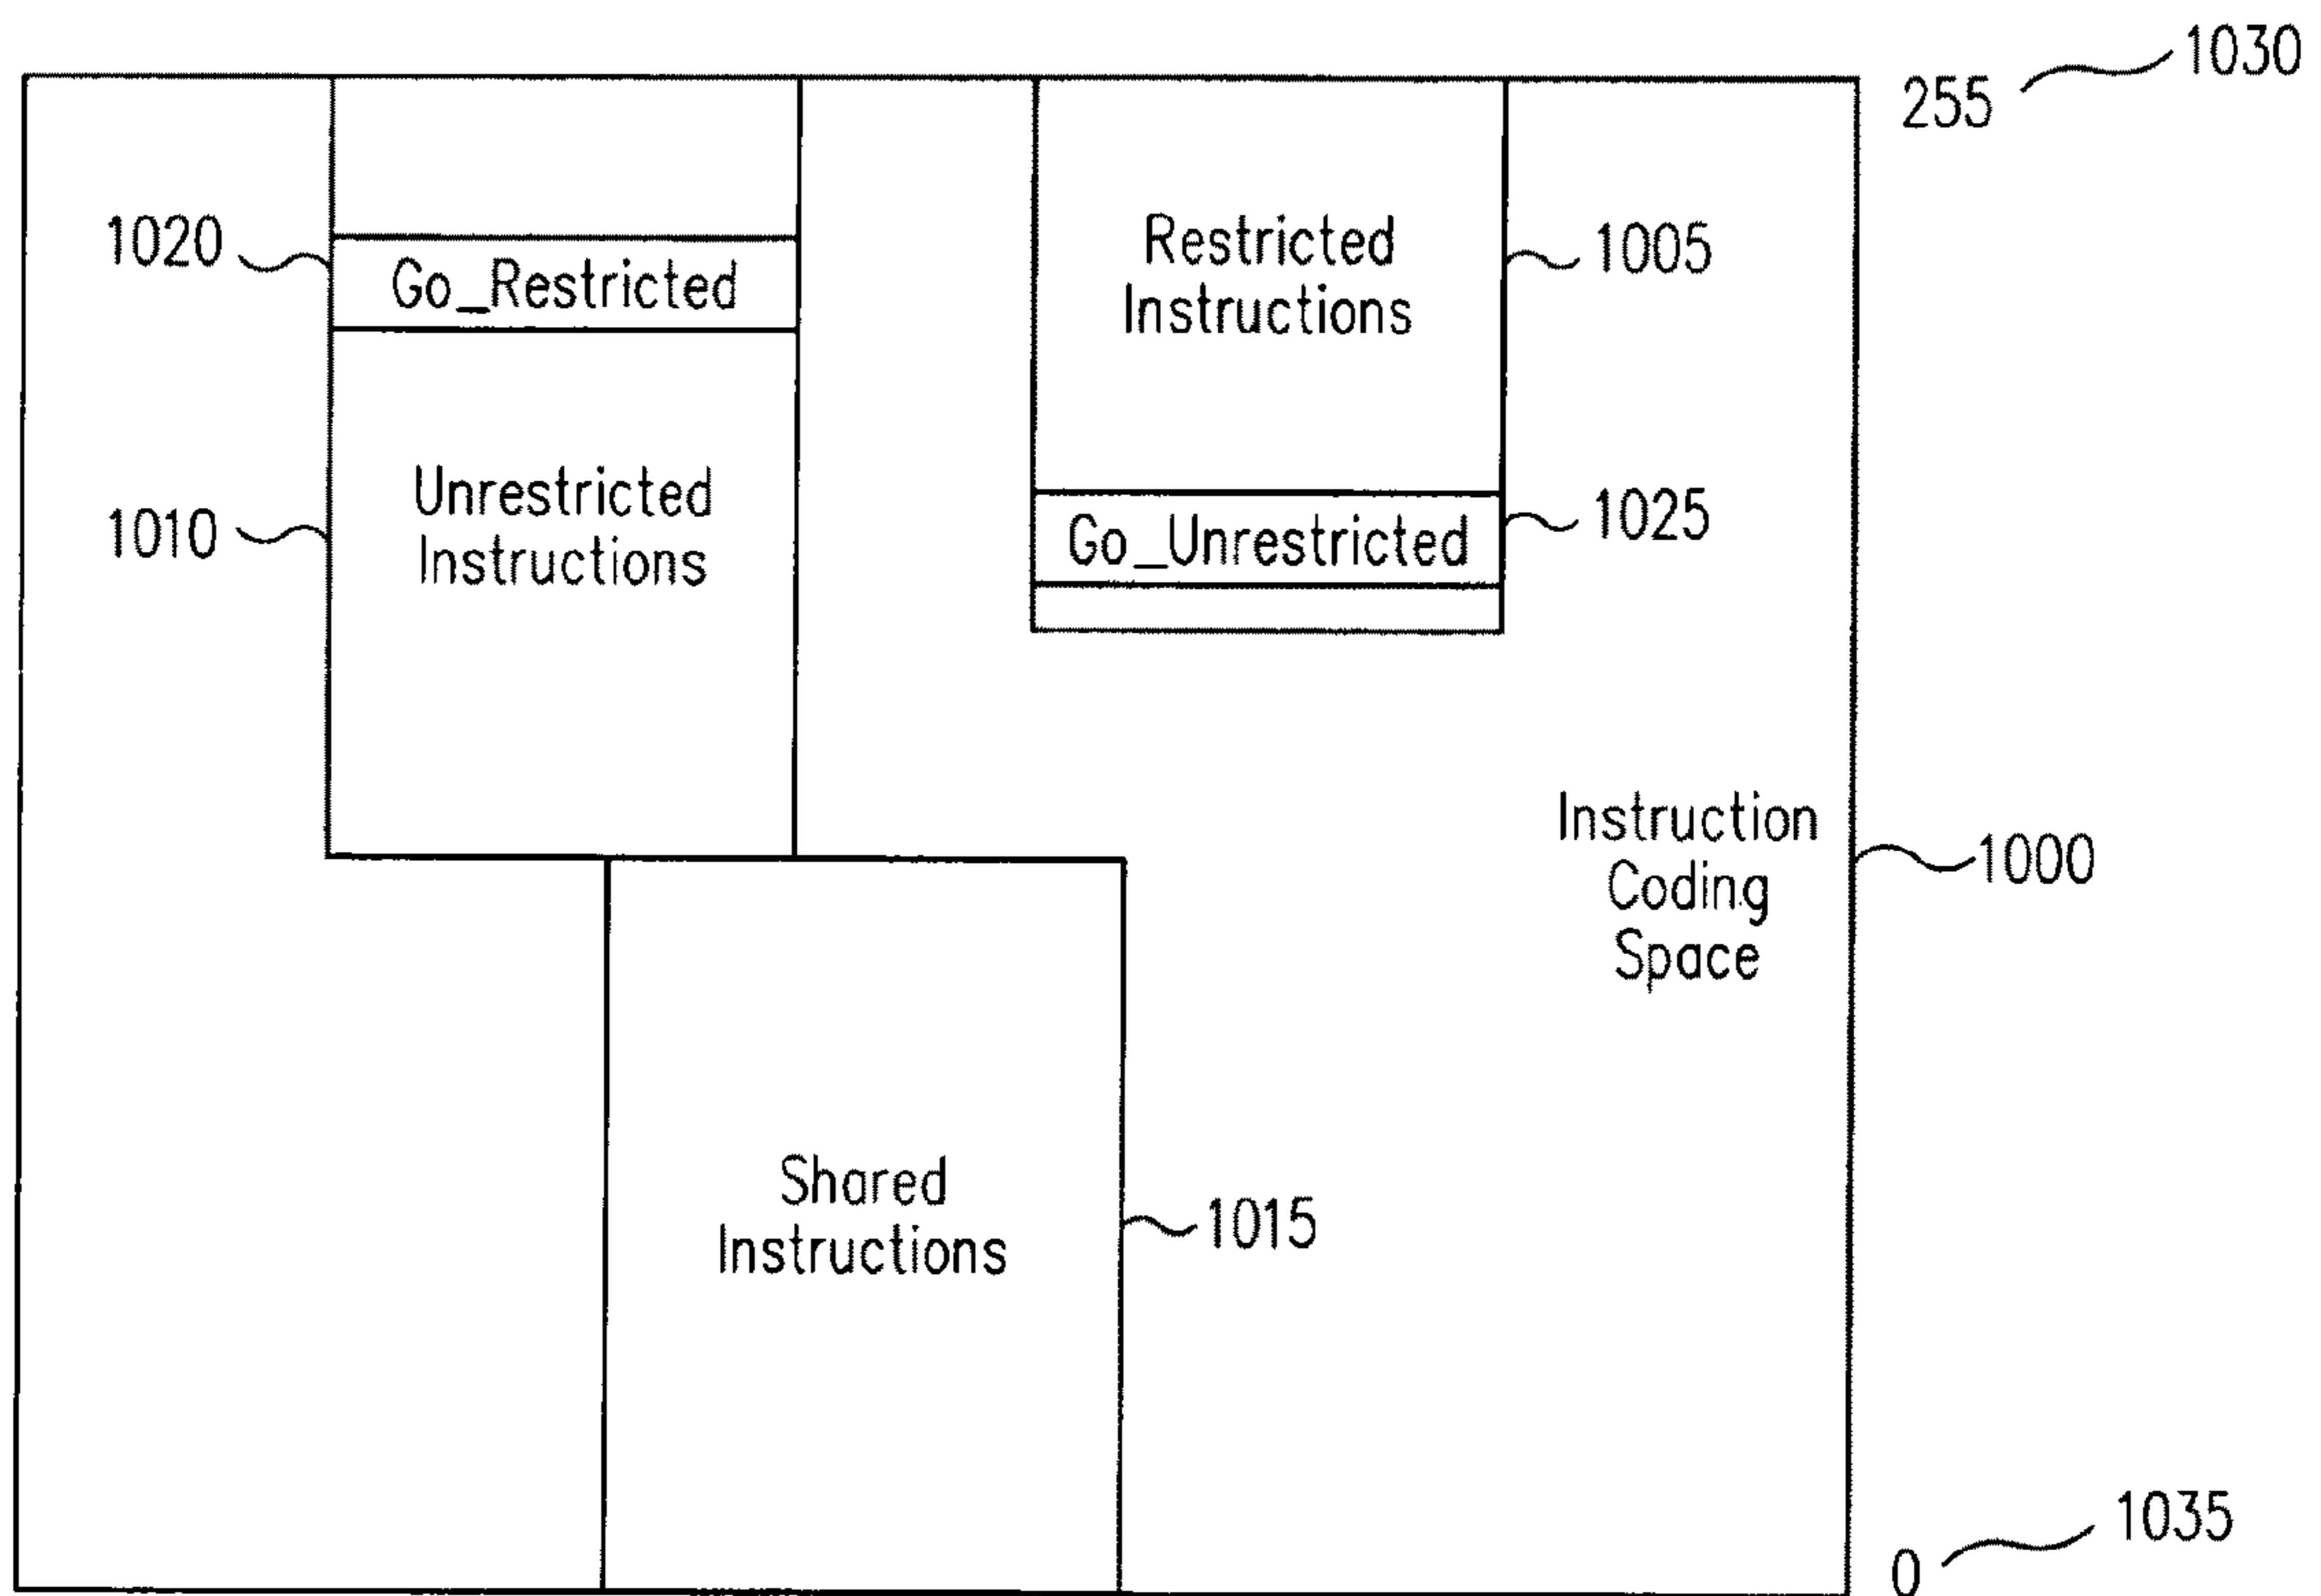 1030
255
1020
Go_Restricted
Restricted
Instructions
1005
1010
Unrestricted
Instructions
Go_Unrestricted
1025
Instruction
Coding
Space
1000
Shared
Instructions
1015
1035
0